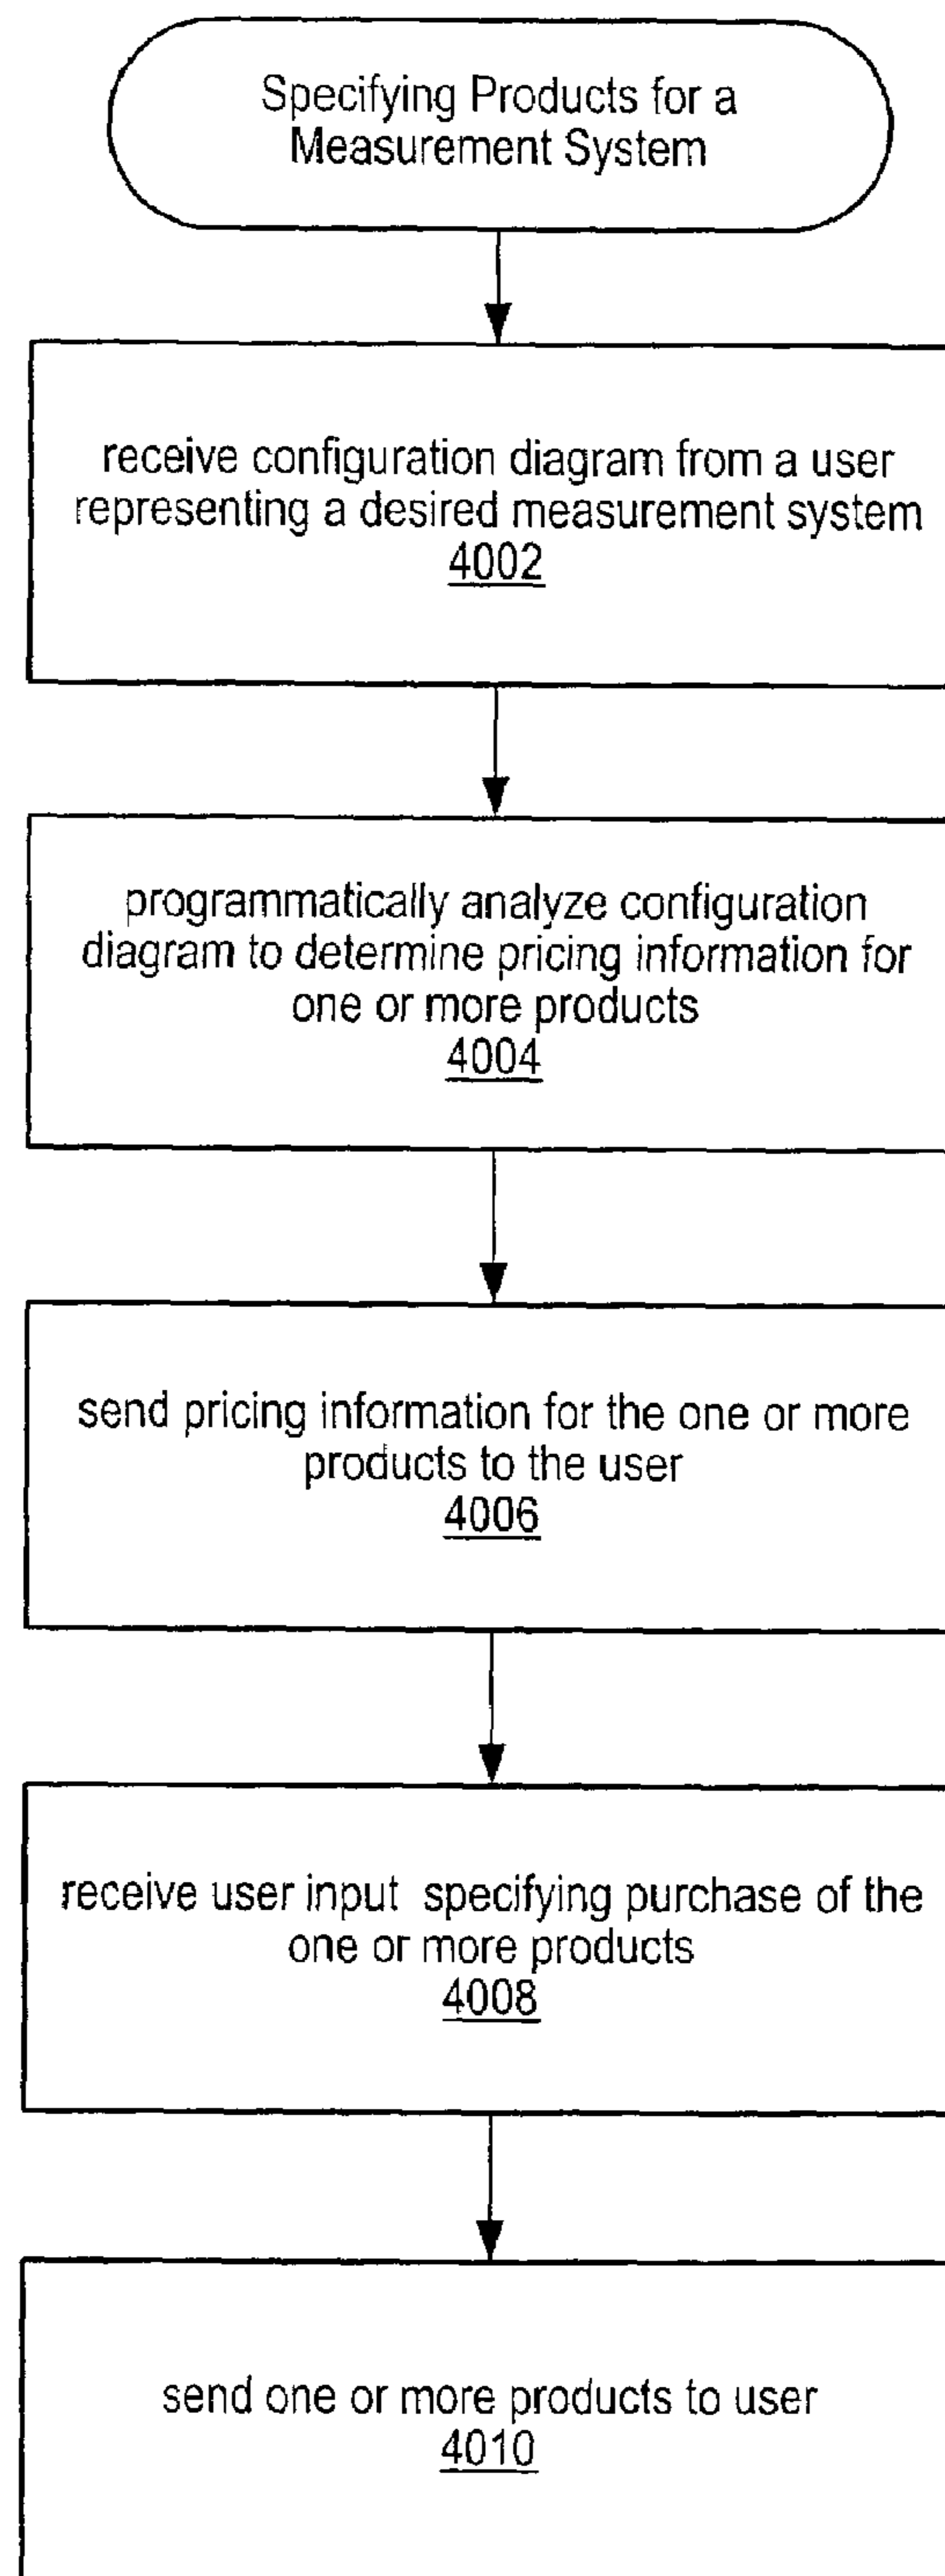 Specifying Products for a
Measurement System
receive configuration diagram from a user
representing a desired measurement system
4002
programmatically analyze configuration
diagram to determine pricing information for
one or more products
4004
send pricing information for the one or more
products to the user
4006
receive user input specifying purchase of the
one or more products
4008
send one or more products to user
4010